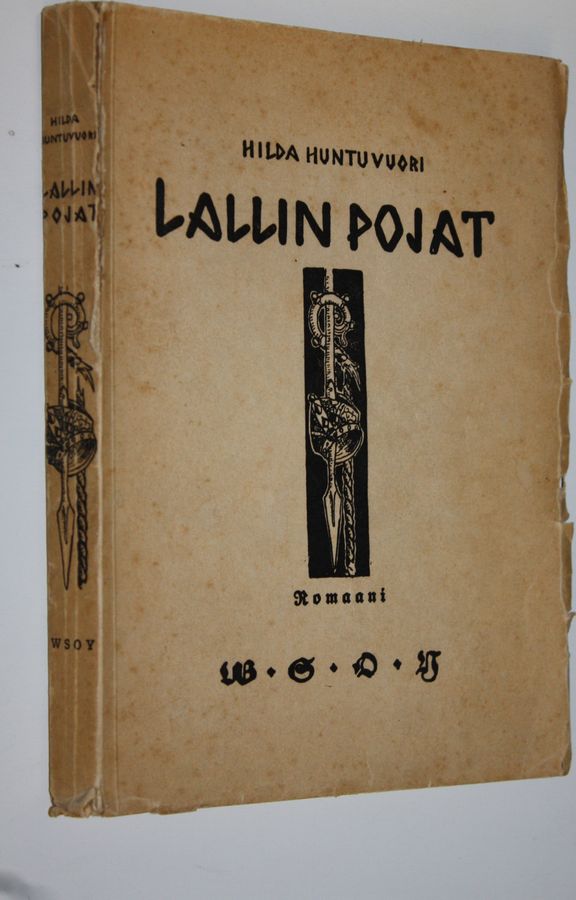 HILDA
HUNTUVUORI
LALLIN
POJAT
WSOY
HILDA HUNTUVUORI
LALLIN POJAT
Romaani
W · S · O · Y